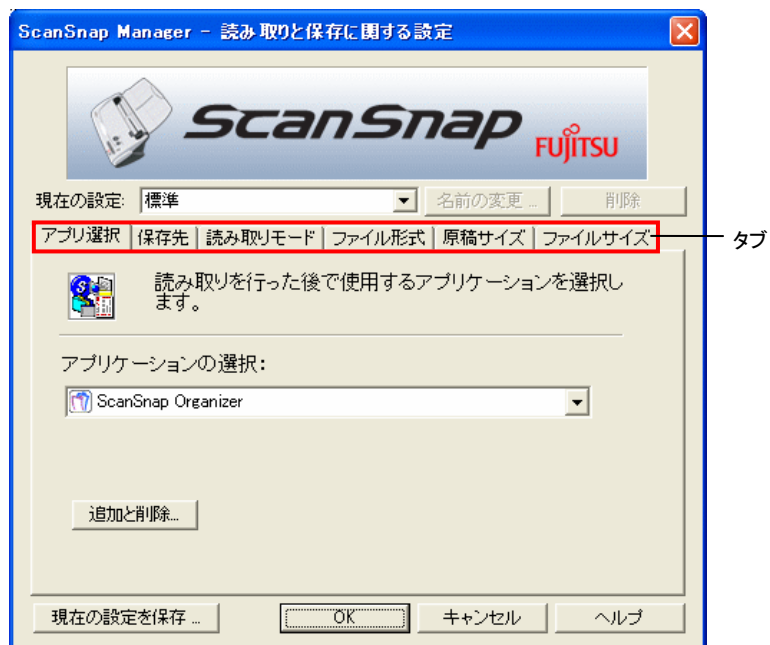 ScanSnap Manager - 読み取りと保存に関する設定
ScanSnap
FUJITSU
現在の設定: 標準 名前の変更 ... 削除
アプリ選択 保存先 読み取りモード ファイル形式 原稿サイズ ファイルサイズ タブ
読み取りを行った後で使用するアプリケーションを選択し
ます。
アプリケーションの選択:
ScanSnap Organizer
追加と削除...
現在の設定を保存 ... OK キャンセル ヘルプ